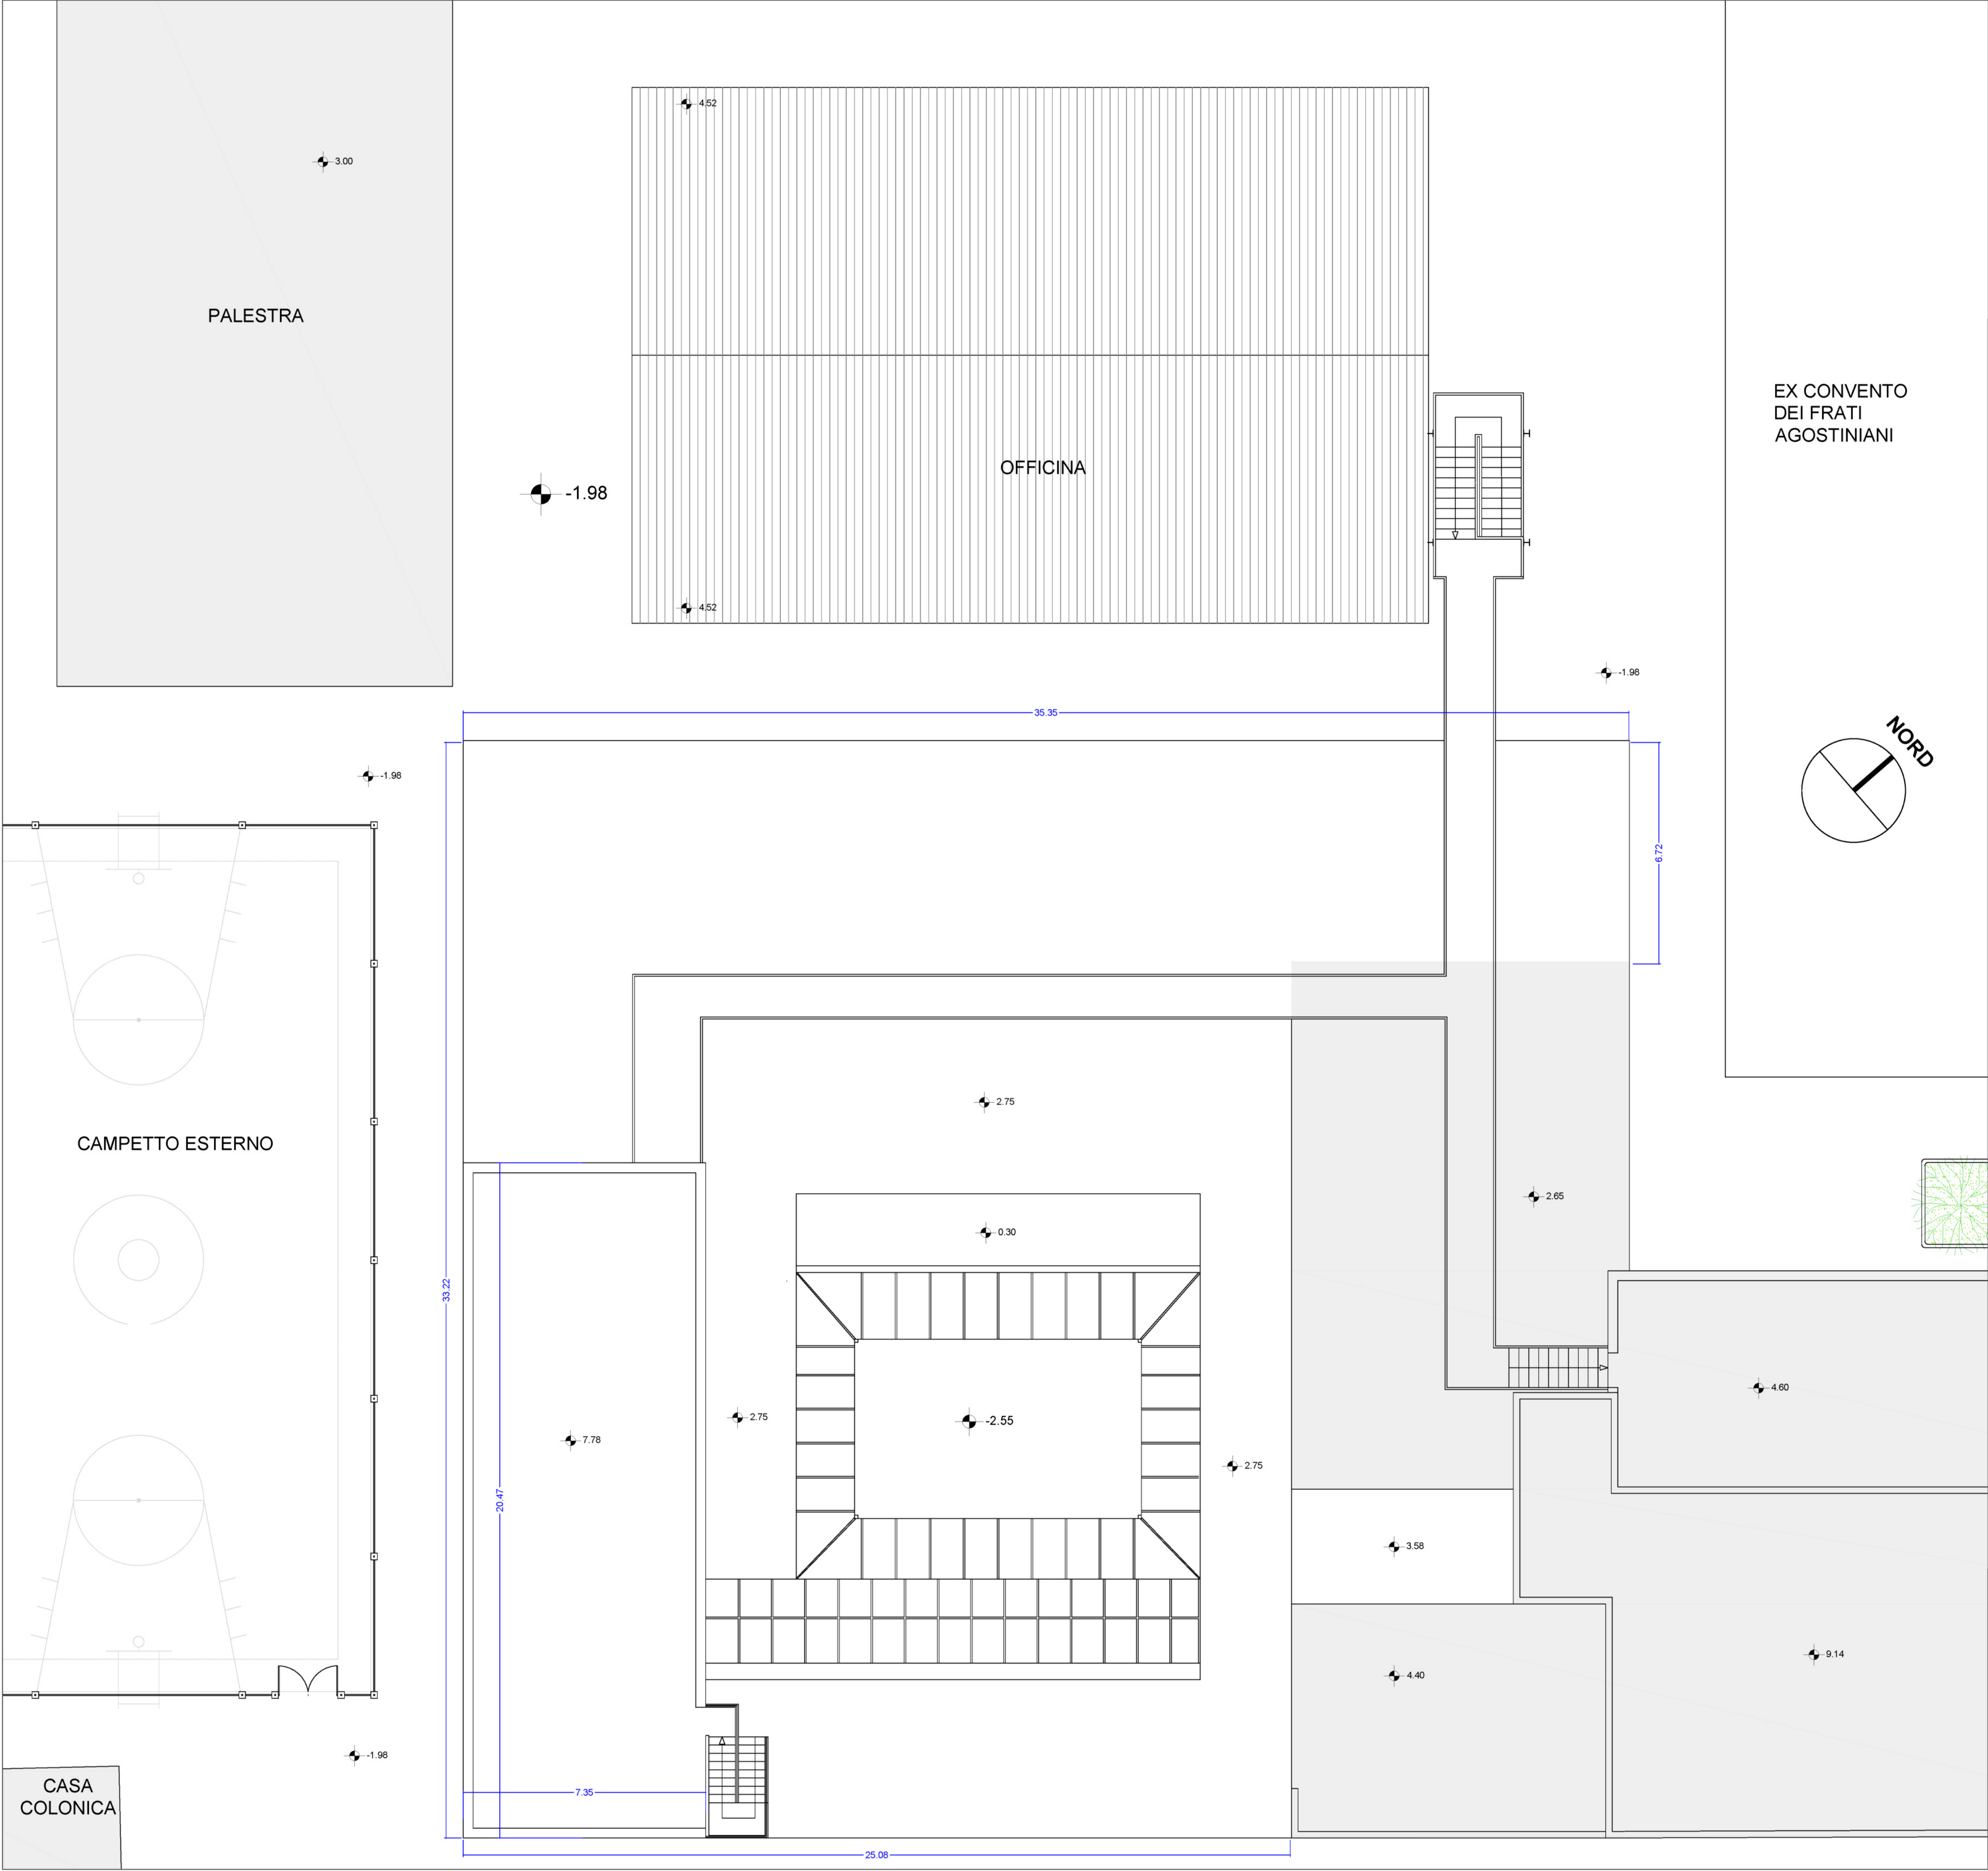 4.52
3.00
PALESTRA
EX CONVENTO
DEI FRATI
AGOSTINIANI
OFFICINA
-1.98
4.52
-1.98
35.35
NORD
-1.98
6.72
2.75
CAMPETTO ESTERNO
2.65
0.30
33.22
4.60
2.75
-2.55
7.78
2.75
20.47
3.58
9.14
4.40
-1.98
CASA
COLONICA
7.35
25.08